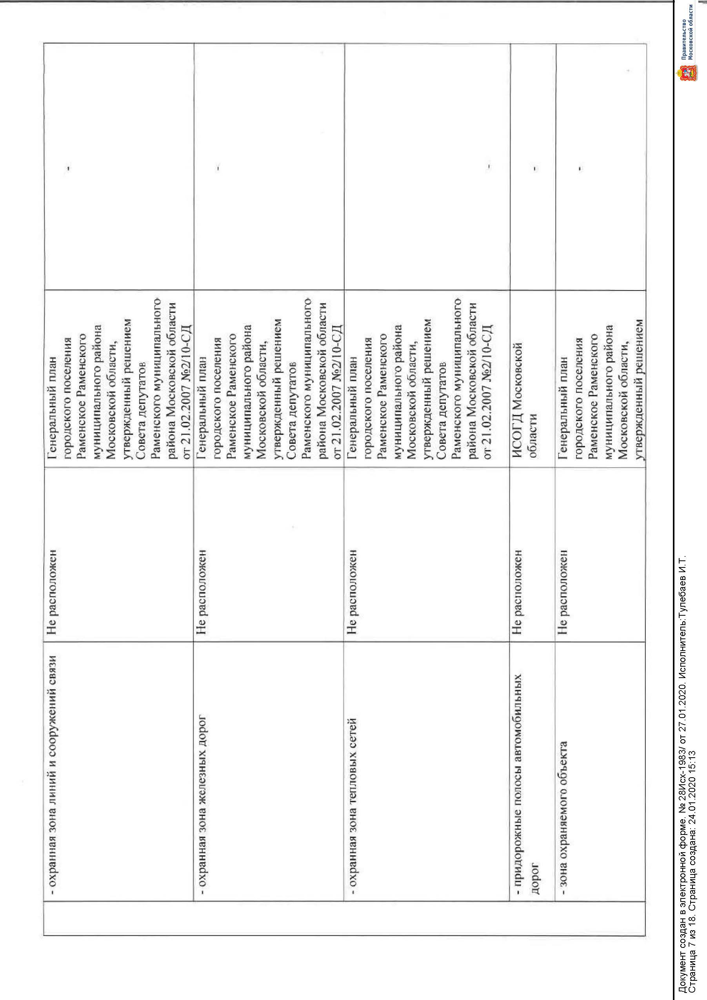 - охранная зона линий и сооружений связи
Не расположен
Генеральный план
городского поселения
Раменское Раменского
муниципального района
Московской области,
утвержденный решением
Совета депутатов
Раменского муниципального
района Московской области
от 21.02.2007 №2/10-СД
-
- охранная зона железных дорог
Не расположен
Генеральный план
городского поселения
Раменское Раменского
муниципального района
Московской области,
утвержденный решением
Совета депутатов
Раменского муниципального
района Московской области
от 21.02.2007 №2/10-СД
-
- охранная зона тепловых сетей
Не расположен
Генеральный план
городского поселения
Раменское Раменского
муниципального района
Московской области,
утвержденный решением
Совета депутатов
Раменского муниципального
района Московской области
от 21.02.2007 №2/10-СД
-
- придорожные полосы автомобильных
дорог
Не расположен
ИСОГД Московской
области
-
- зона охраняемого объекта
Не расположен
Генеральный план
городского поселения
Раменское Раменского
муниципального района
Московской области,
утвержденный решением
-
Документ создан в электронной форме. № 28Исх-1983/ от 27.01.2020. Исполнитель:Тулебаев И.Т.
Страница 7 из 18. Страница создана: 24.01.2020 15:13
Правительство
Московской области